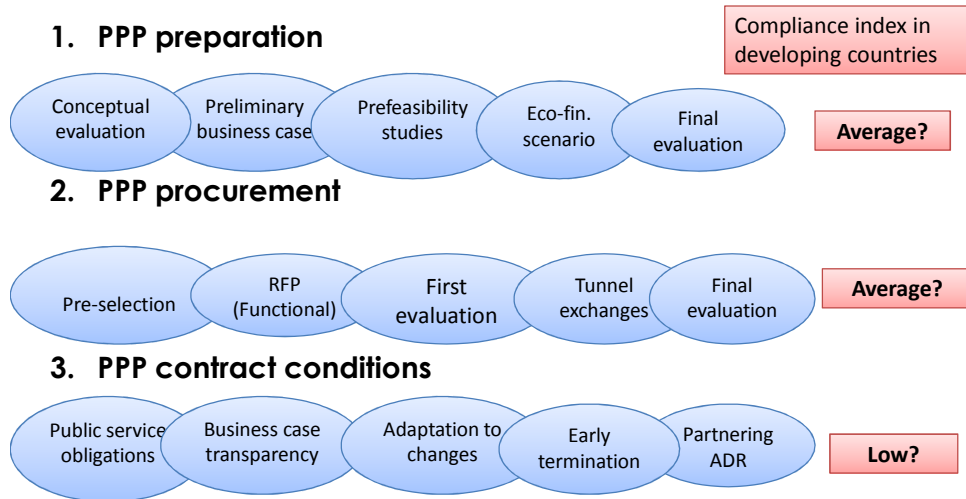 1. PPP preparation
Compliance index in
developing countries
Conceptual
evaluation
Preliminary
business case
Prefeasibility
studies
Eco-fin.
scenario
Final
evaluation
Average?
2. PPP procurement
Pre-selection
RFP
(Functional)
First
evaluation
Tunnel
exchanges
Final
evaluation
Average?
3. PPP contract conditions
Public service
obligations
Business case
transparency
Adaptation to
changes
Early
termination
Partnering
ADR
Low?